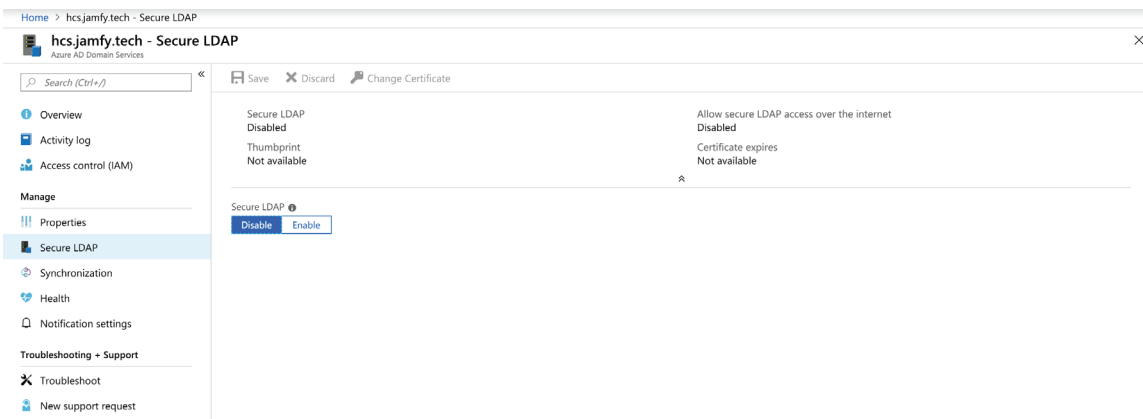 Home > hcs.jamfy.tech - Secure LDAP
hcs.jamfy.tech - Secure LDAP
Azure AD Domain Services
Search (Ctrl+/)
Save Discard Change Certificate
Overview
Activity log
Access control (IAM)
Manage
Properties
Secure LDAP
Synchronization
Health
Notification settings
Troubleshooting + Support
Troubleshoot
New support request
Secure LDAP
Disabled
Thumbprint
Not available
Allow secure LDAP access over the internet
Disabled
Certificate expires
Not available
Secure LDAP
Disable Enable